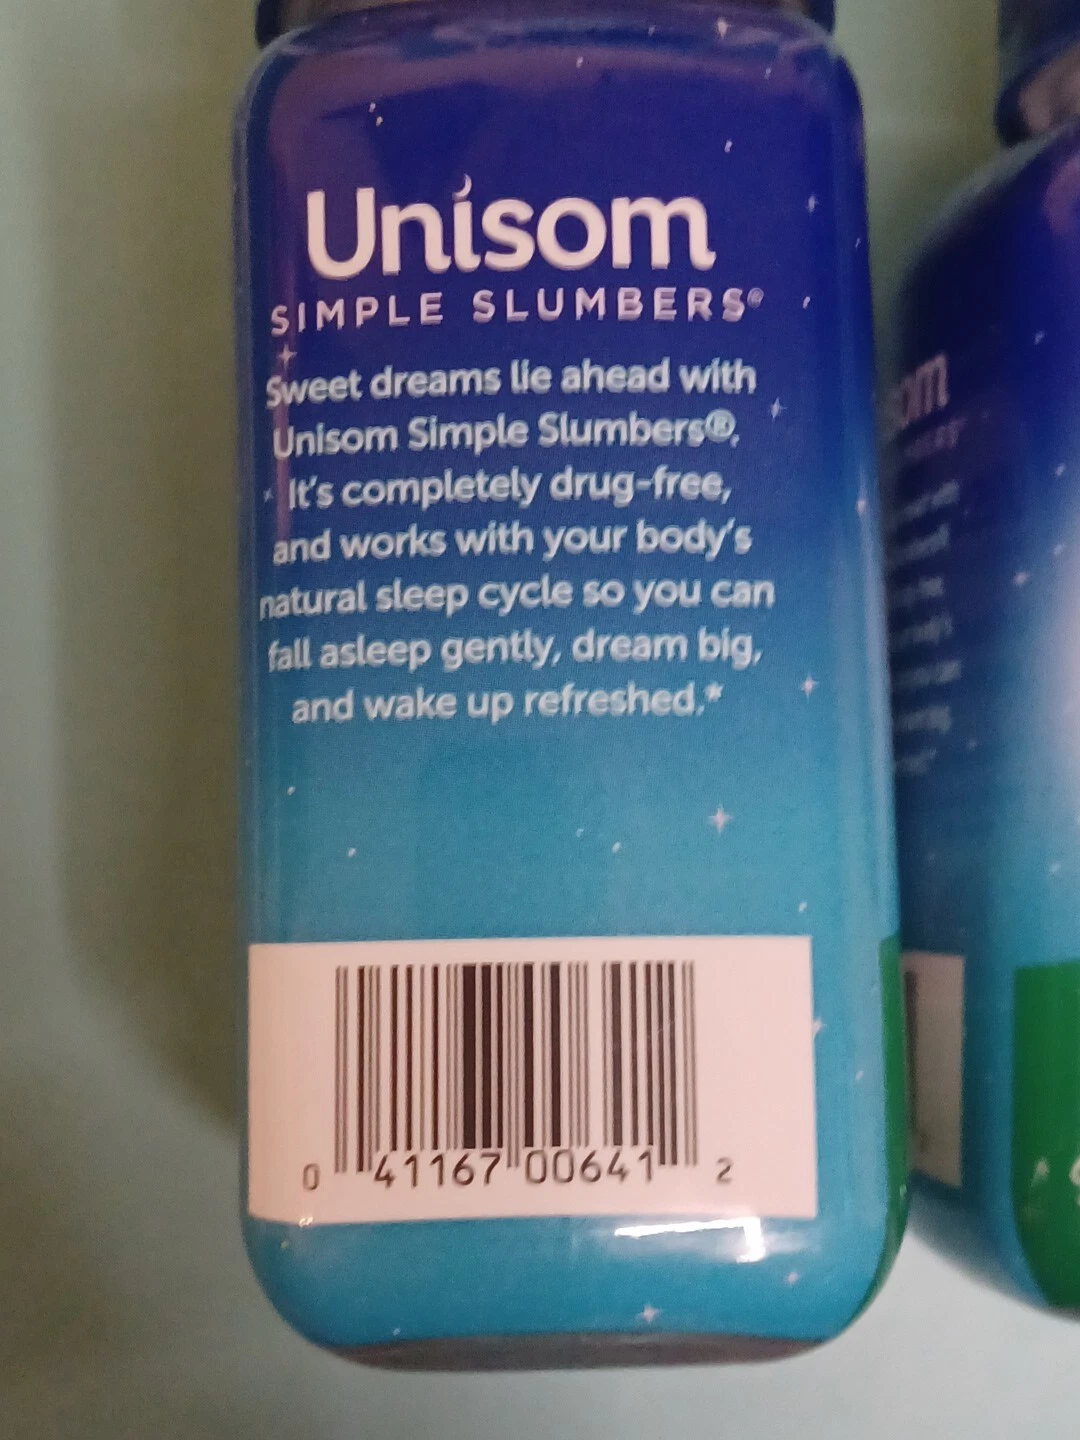 Unisom
SIMPLE SLUMBERS®
Sweet dreams lie ahead with
Unisom Simple Slumbers®.
It's completely drug-free,
and works with your body's
natural sleep cycle so you can
fall asleep gently, dream big,
and wake up refreshed.*
0 41167 00641 2
som